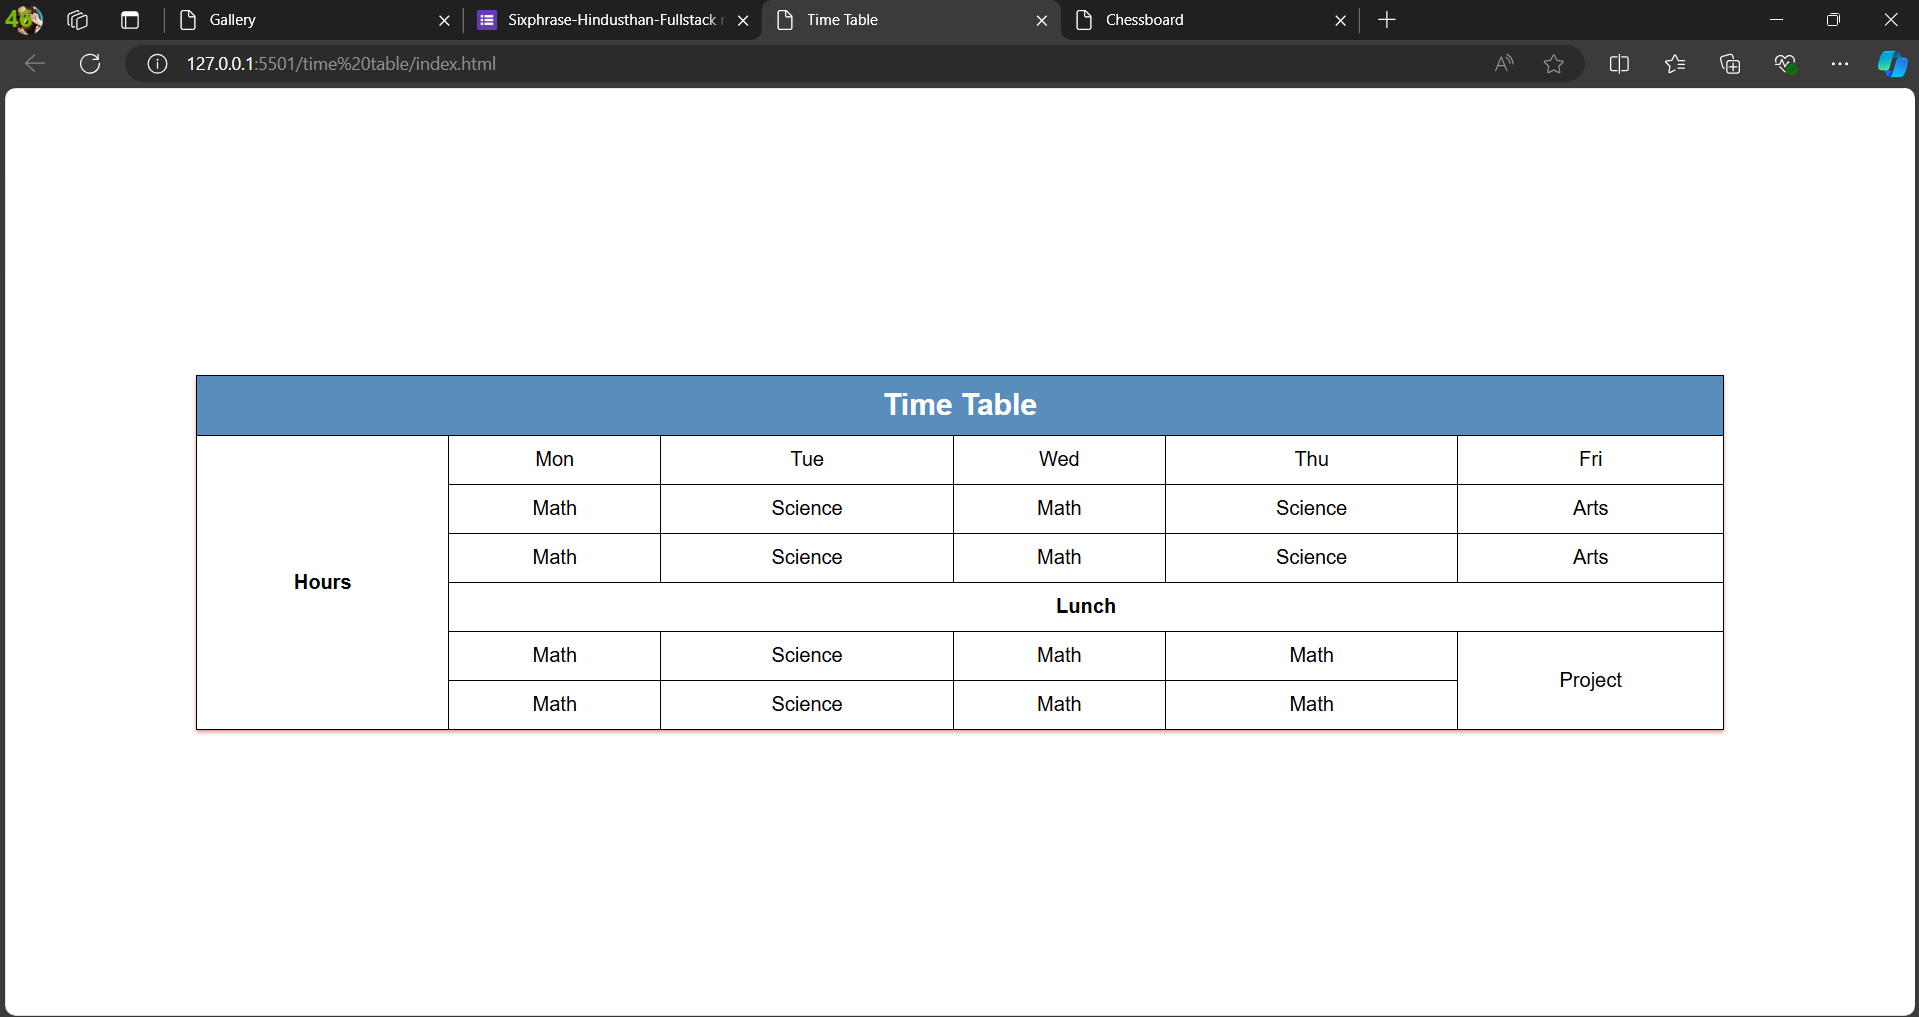 46
Gallery
Sixphrase-Hindusthan-Fullstack
Time Table
Chessboard
127.0.0.1:5501/time%20table/index.html
Time Table
Hours
Mon Tue Wed Thu Fri
Math Science Math Science Arts
Math Science Math Science Arts
Lunch
Math Science Math Math Project
Math Science Math Math